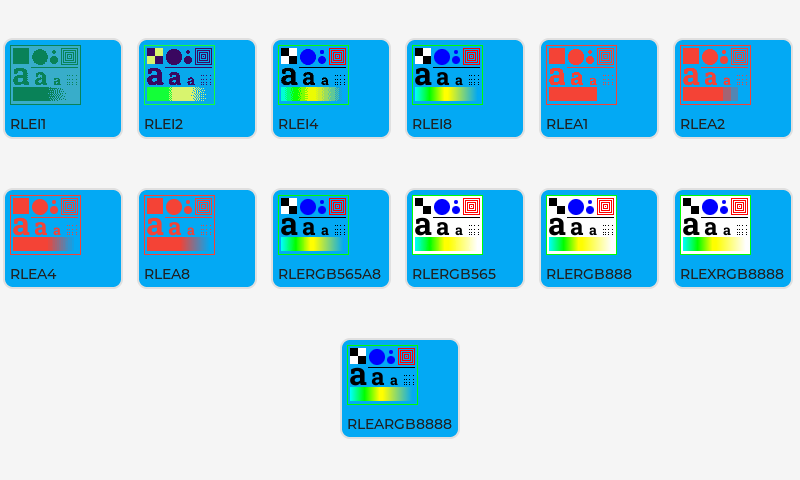 a a a
RLEI1
a a a
RLEI2
a a a
RLEI4
a a a
RLEI8
a a a
RLEA1
a a a
RLEA2
a a a
RLEA4
a a a
RLEA8
a a a
RLERGB565A8
a a a
RLERGB565
a a a
RLERGB888
a a a
RLEXRGB8888
a a a
RLEARGB8888